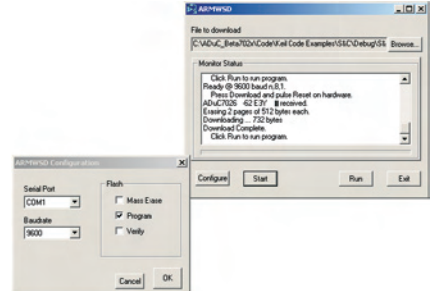 ARMWSD
File to download
C:\ADuC_Beta702x\Code\Keil Code Examples\S&C\Debug\S&
Browse...
Monitor Status
Click Run to run program.
Ready @ 9600 baud n,8,1.
Press Download and pulse Reset on hardware.
ADuC7026 -62 E3Y received.
Erasing 2 pages of 512 bytes each.
Downloading ... 732 bytes
Download Complete.
Click Run to run program.
Configure Start Run Exit
ARMWSD Configuration
Serial Port
COM1
Baudrate
9600
Flash
Mass Erase
Program
Verify
Cancel OK